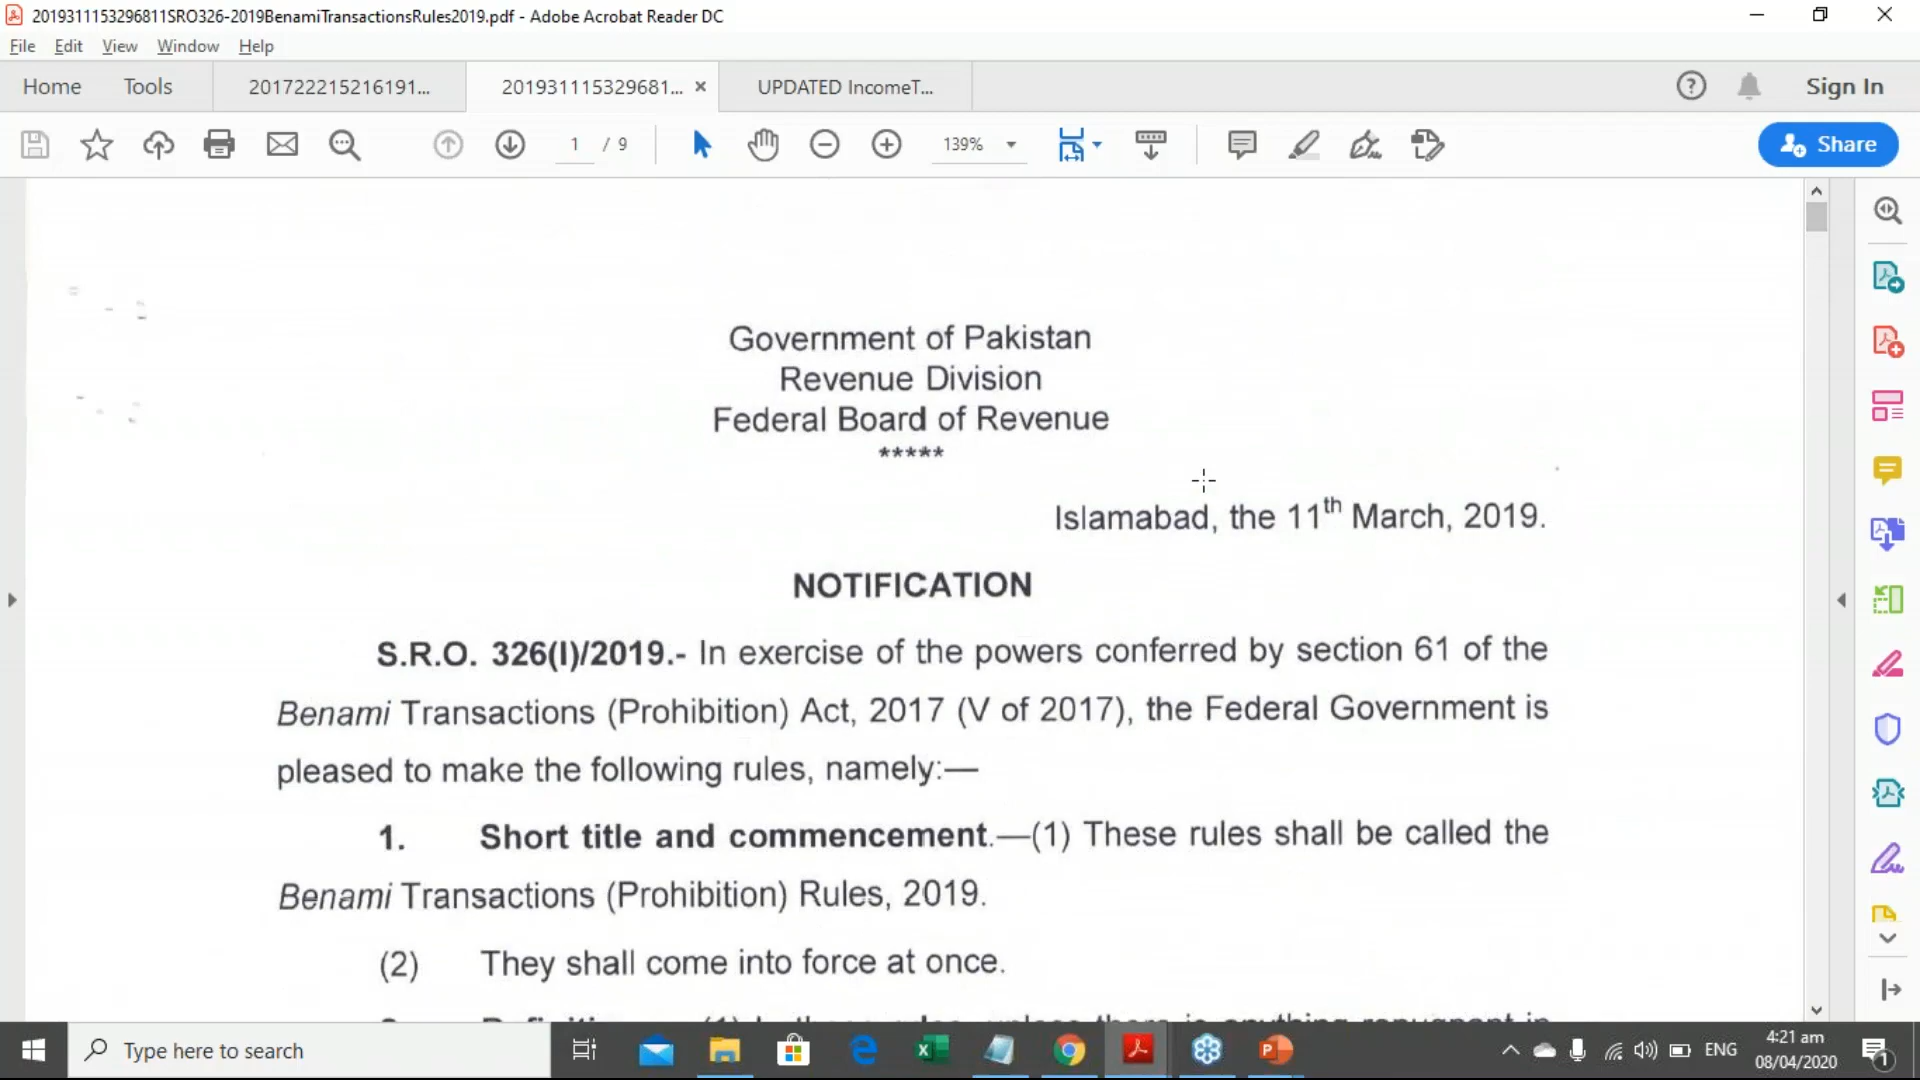 2019311153296811SRO326-2019BenamiTransactionsRules2019.pdf - Adobe Acrobat Reader DC
File Edit View Window Help
Home Tools 201722215216191... 201931115329681... × UPDATED IncomeT... Sign In
1 / 9 139% Share
Government of Pakistan
Revenue Division
Federal Board of Revenue
*****
Islamabad, the 11th March, 2019.
NOTIFICATION
S.R.O. 326(I)/2019.- In exercise of the powers conferred by section 61 of the
Benami Transactions (Prohibition) Act, 2017 (V of 2017), the Federal Government is
pleased to make the following rules, namely:—
1. Short title and commencement.—(1) These rules shall be called the
Benami Transactions (Prohibition) Rules, 2019.
(2) They shall come into force at once.
Type here to search
ENG
4:21 am
08/04/2020
1